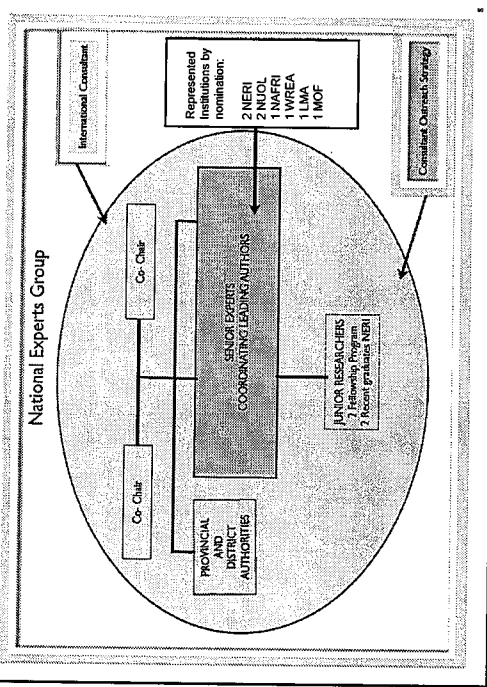 National Experts Group
International Consultant
Co- Chair
Co- Chair
Represented
Institutions by
nomination:
2 NERI
2 NUOL
1 NAFRI
1 WREA
1 LMA
1 MOF
PROVINCIAL
AND
DISTRICT
AUTHORITIES
SENIOR EXPERTS
COORDINATING LEADING AUTHORS
JUNIOR RESEARCHERS
2 Fellowship Program
2 Recent graduates NERI
Consultant Outreach Strategy